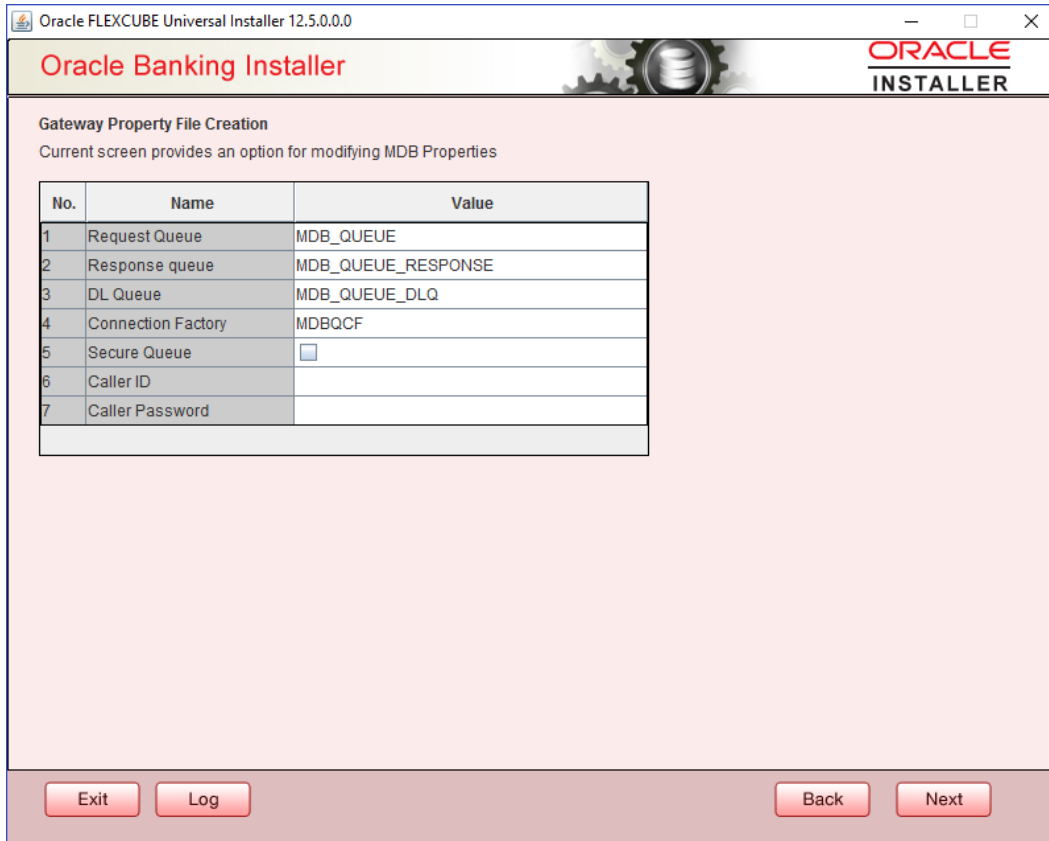 Oracle FLEXCUBE Universal Installer 12.5.0.0.0
Oracle Banking Installer
ORACLE
INSTALLER
Gateway Property File Creation
Current screen provides an option for modifying MDB Properties
No. Name Value
1 Request Queue MDB_QUEUE
2 Response queue MDB_QUEUE_RESPONSE
3 DL Queue MDB_QUEUE_DLQ
4 Connection Factory MDBQCF
5 Secure Queue
6 Caller ID
7 Caller Password
Exit Log Back Next